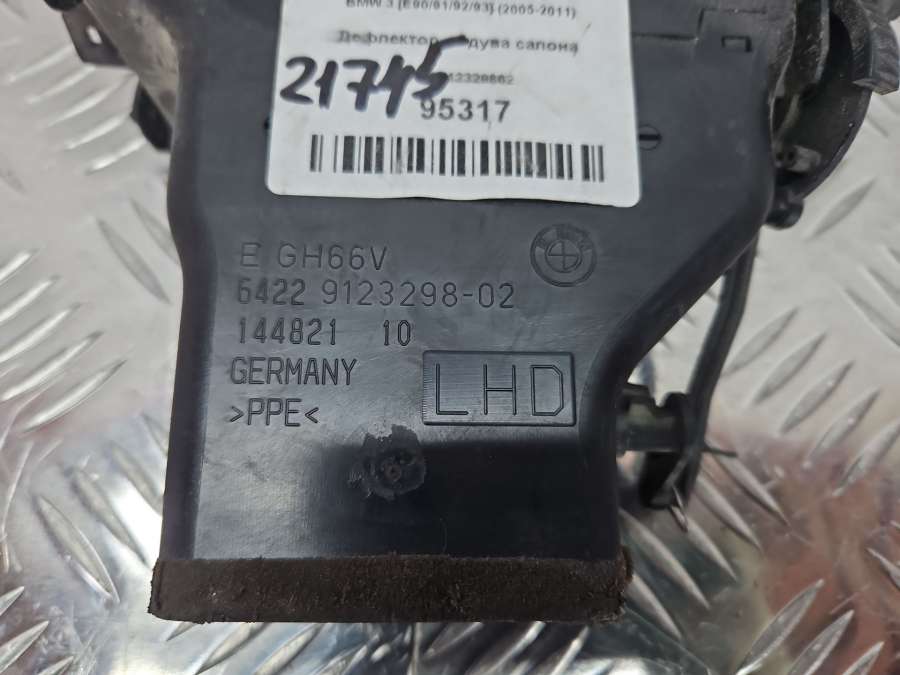 BMW 3 [E90/91/92/93] (2005-2011)
Дефлектор обдува салона
21745
95317
BMW
E GH66V
6422 9123298-02
144821 10
GERMANY
LHD
>PPE<